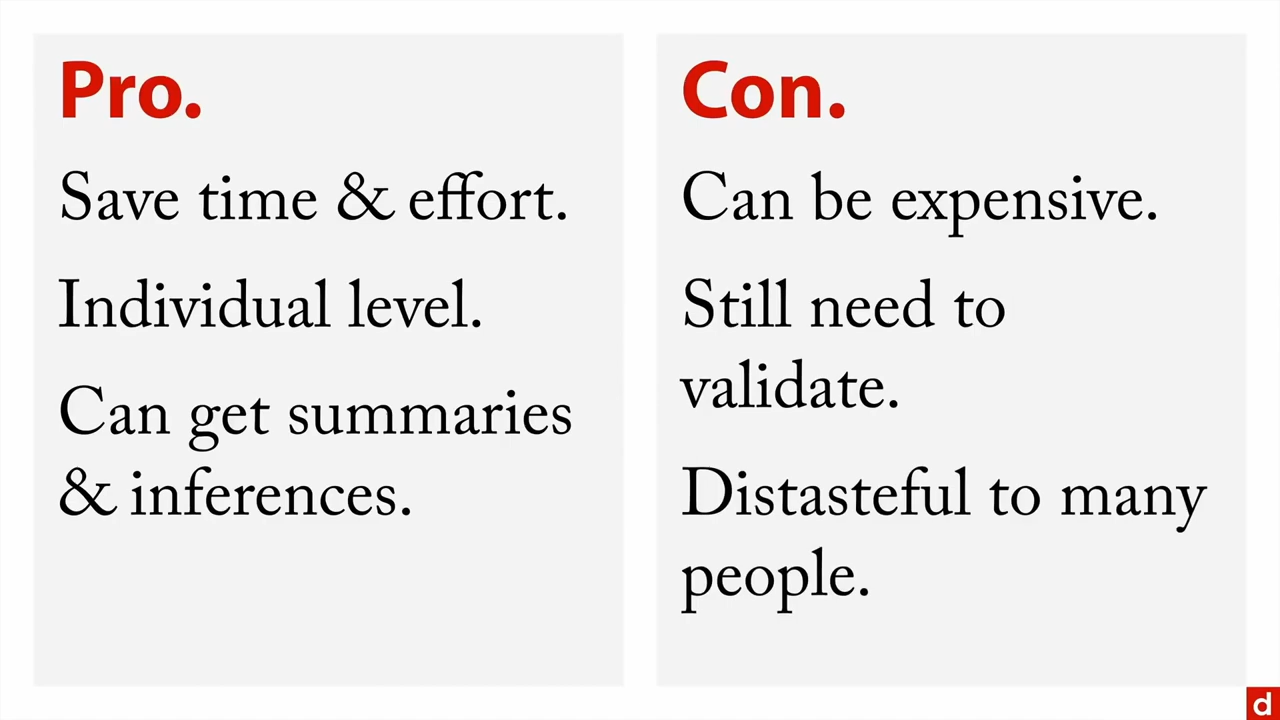 Pro.
Save time & effort.
Individual level.
Can get summaries
& inferences.
Con.
Can be expensive.
Still need to
validate.
Distasteful to many
people.
d